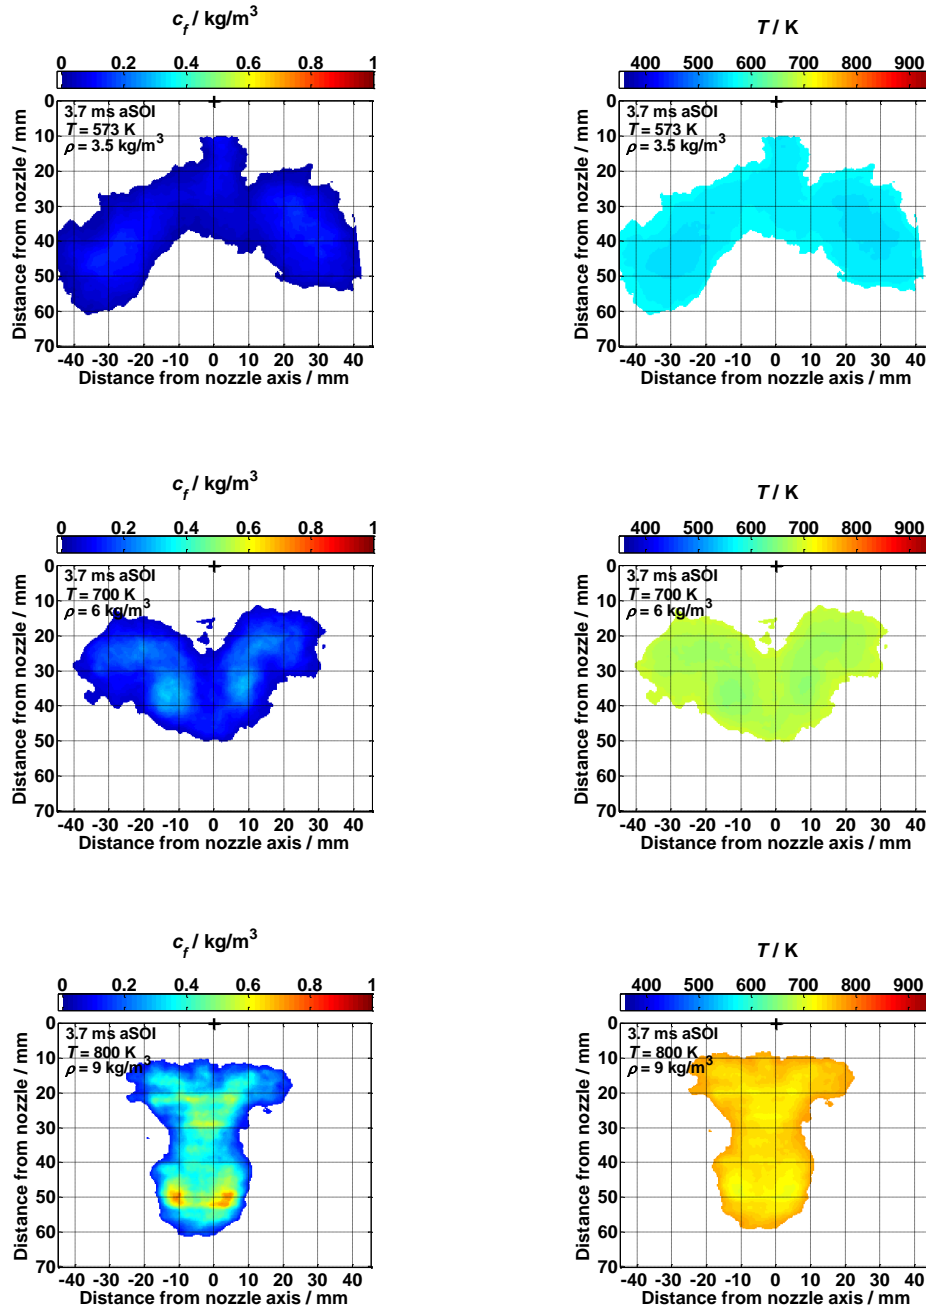 c_f / kg/m³
T / K
0 0.2 0.4 0.6 0.8 1
400 500 600 700 800 900
3.7 ms aSOI
T = 573 K
ρ = 3.5 kg/m³
0
10
20
30
40
50
60
70
Distance from nozzle / mm
-40 -30 -20 -10 0 10 20 30 40
Distance from nozzle axis / mm
3.7 ms aSOI
T = 573 K
ρ = 3.5 kg/m³
0
10
20
30
40
50
60
70
Distance from nozzle / mm
-40 -30 -20 -10 0 10 20 30 40
Distance from nozzle axis / mm
c_f / kg/m³
T / K
0 0.2 0.4 0.6 0.8 1
400 500 600 700 800 900
3.7 ms aSOI
T = 700 K
ρ = 6 kg/m³
0
10
20
30
40
50
60
70
Distance from nozzle / mm
-40 -30 -20 -10 0 10 20 30 40
Distance from nozzle axis / mm
3.7 ms aSOI
T = 700 K
ρ = 6 kg/m³
0
10
20
30
40
50
60
70
Distance from nozzle / mm
-40 -30 -20 -10 0 10 20 30 40
Distance from nozzle axis / mm
c_f / kg/m³
T / K
0 0.2 0.4 0.6 0.8 1
400 500 600 700 800 900
3.7 ms aSOI
T = 800 K
ρ = 9 kg/m³
0
10
20
30
40
50
60
70
Distance from nozzle / mm
-40 -30 -20 -10 0 10 20 30 40
Distance from nozzle axis / mm
3.7 ms aSOI
T = 800 K
ρ = 9 kg/m³
0
10
20
30
40
50
60
70
Distance from nozzle / mm
-40 -30 -20 -10 0 10 20 30 40
Distance from nozzle axis / mm